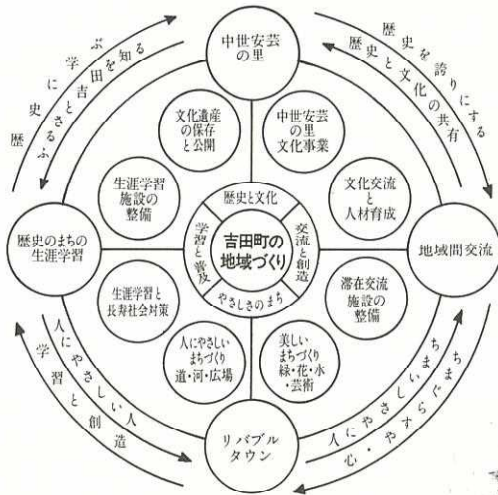 中世安芸
の里
歴史に学ぶ
ふるさと吉田を知る
歴史を誇りにする
歴史と文化の共有
文化遺産
の保存
と公開
中世安芸
の里
文化事業
生涯学習
施設の
整備
文化交流
と
人材育成
歴史と文化
学習と普及
吉田町の
地域づくり
交流と創造
やさしさのまち
歴史のまちの
生涯学習
地域間交流
生涯学習と
長寿社会対策
滞在交流
施設の
整備
人にやさしい
まちづくり
道・河・広場
美しい
まちづくり
緑・花・水
・芸術
人にやさしい人
学習と創造
人にやさしいまち
心・やすらぐまち
リバブル
タウン